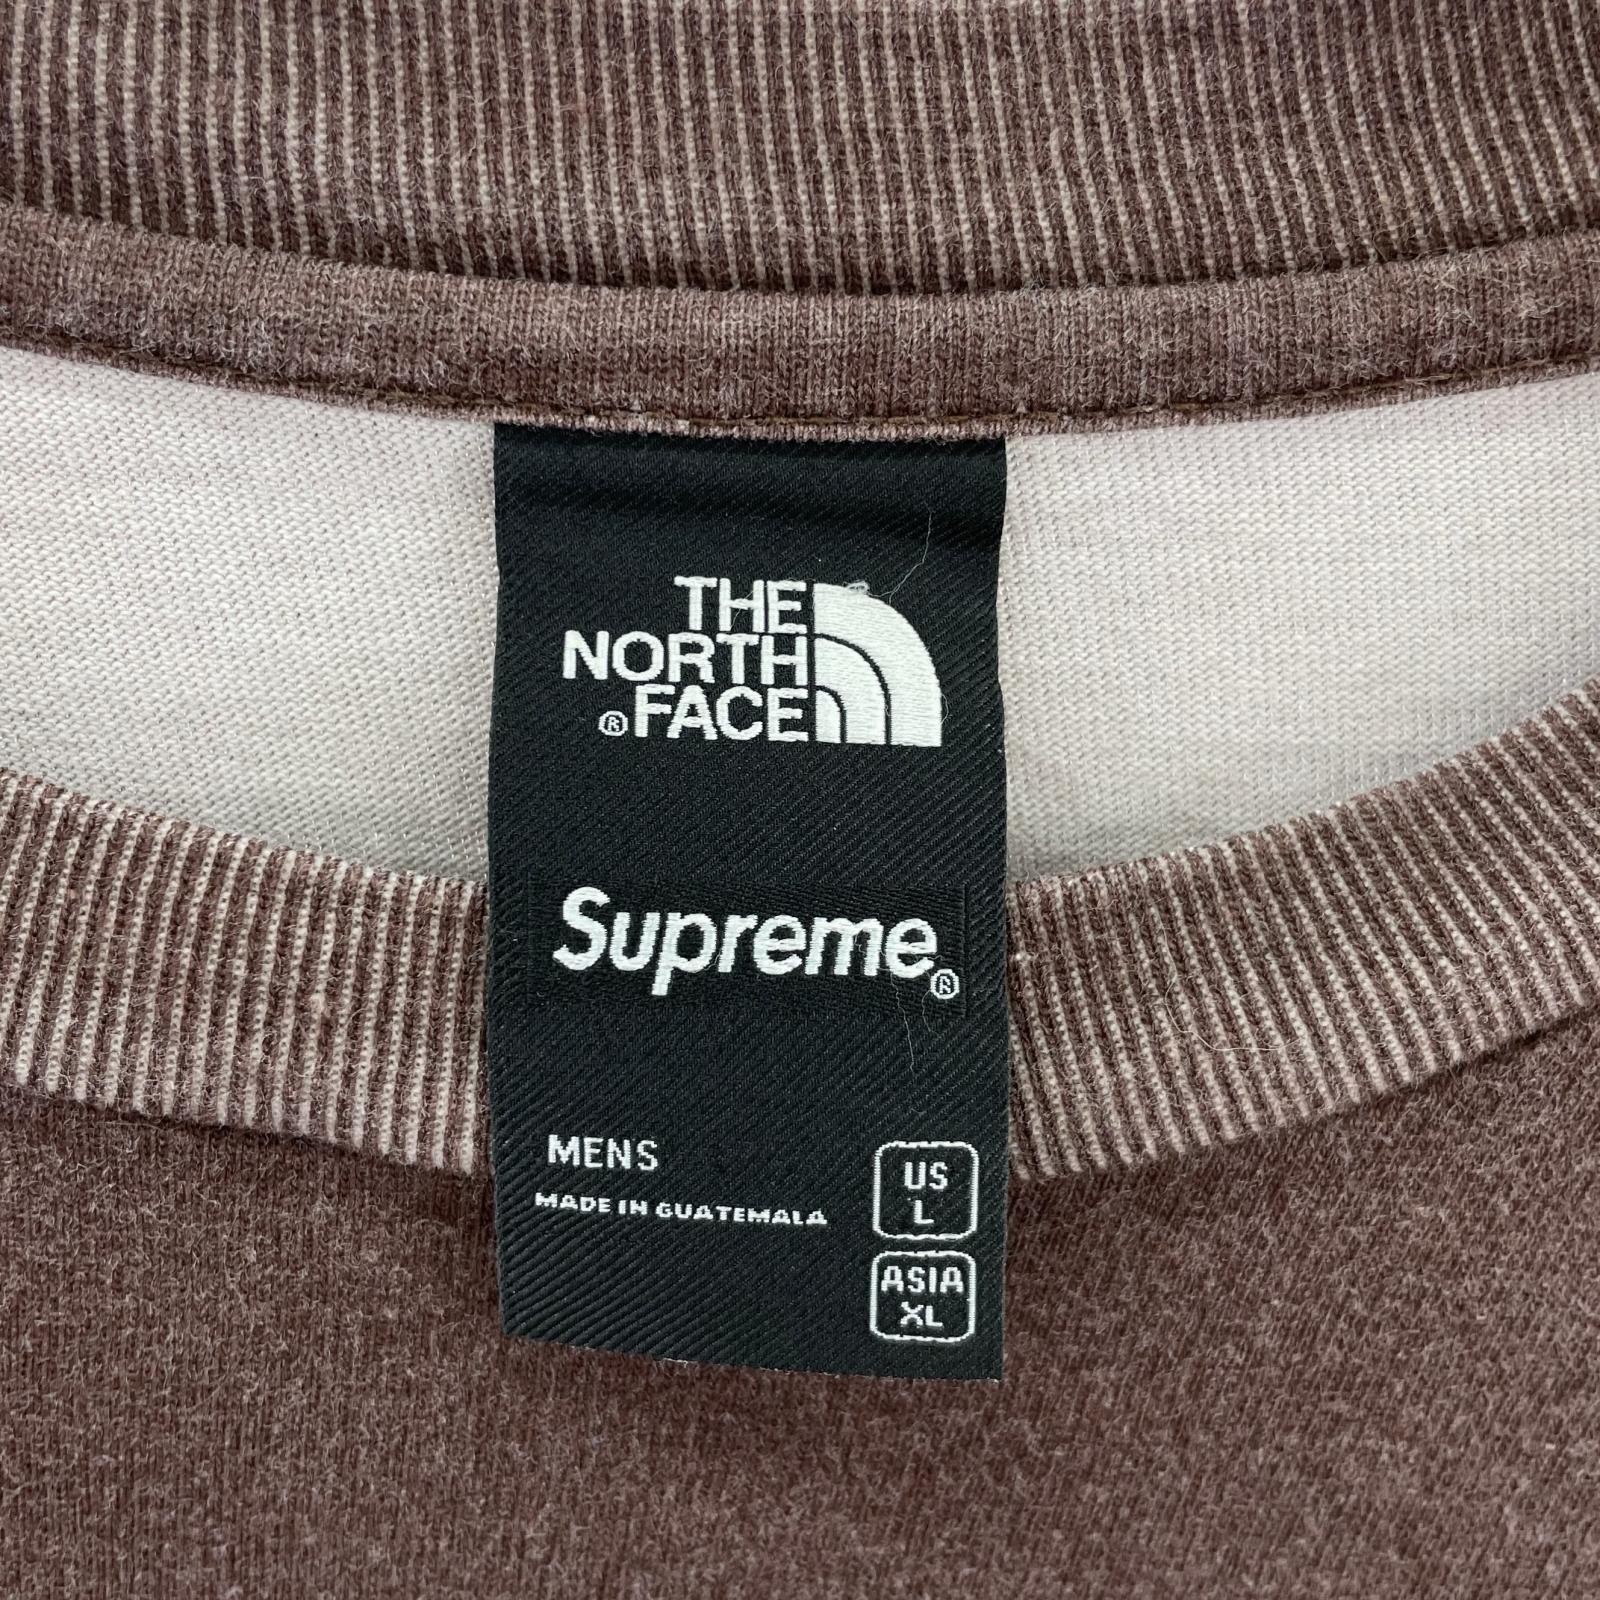 THE
NORTH
®FACE
Supreme®
MENS
MADE IN GUATEMALA
US
L
ASIA
XL